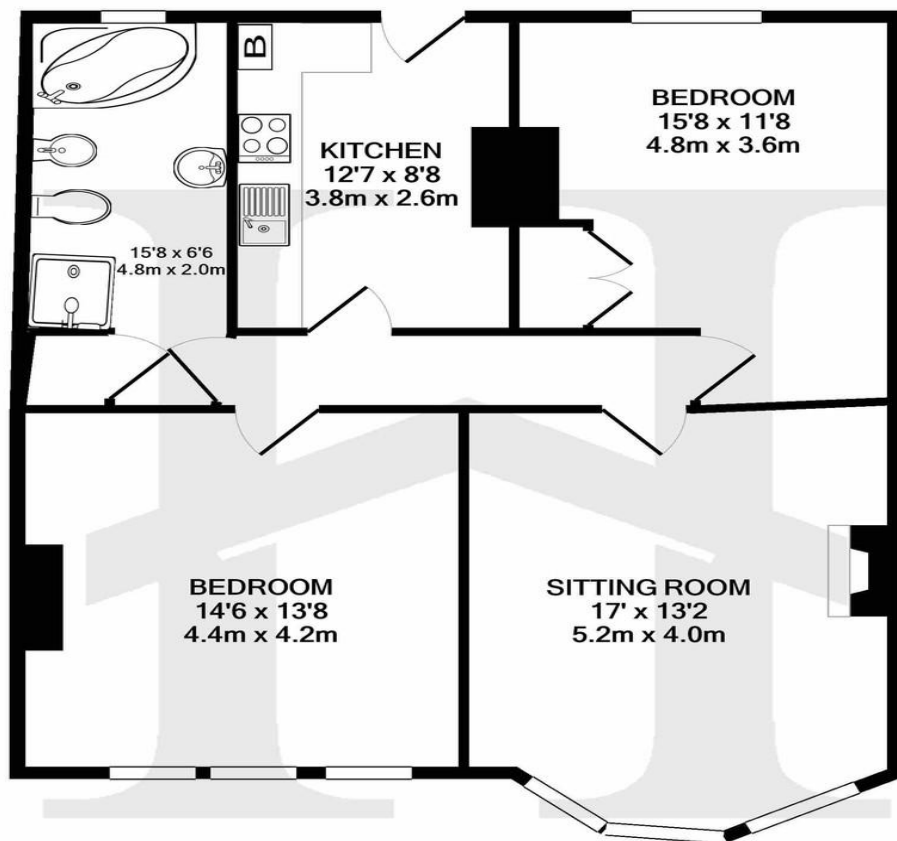 B
KITCHEN
12'7 x 8'8
3.8m x 2.6m
BEDROOM
15'8 x 11'8
4.8m x 3.6m
15'8 x 6'6
4.8m x 2.0m
BEDROOM
14'6 x 13'8
4.4m x 4.2m
SITTING ROOM
17' x 13'2
5.2m x 4.0m